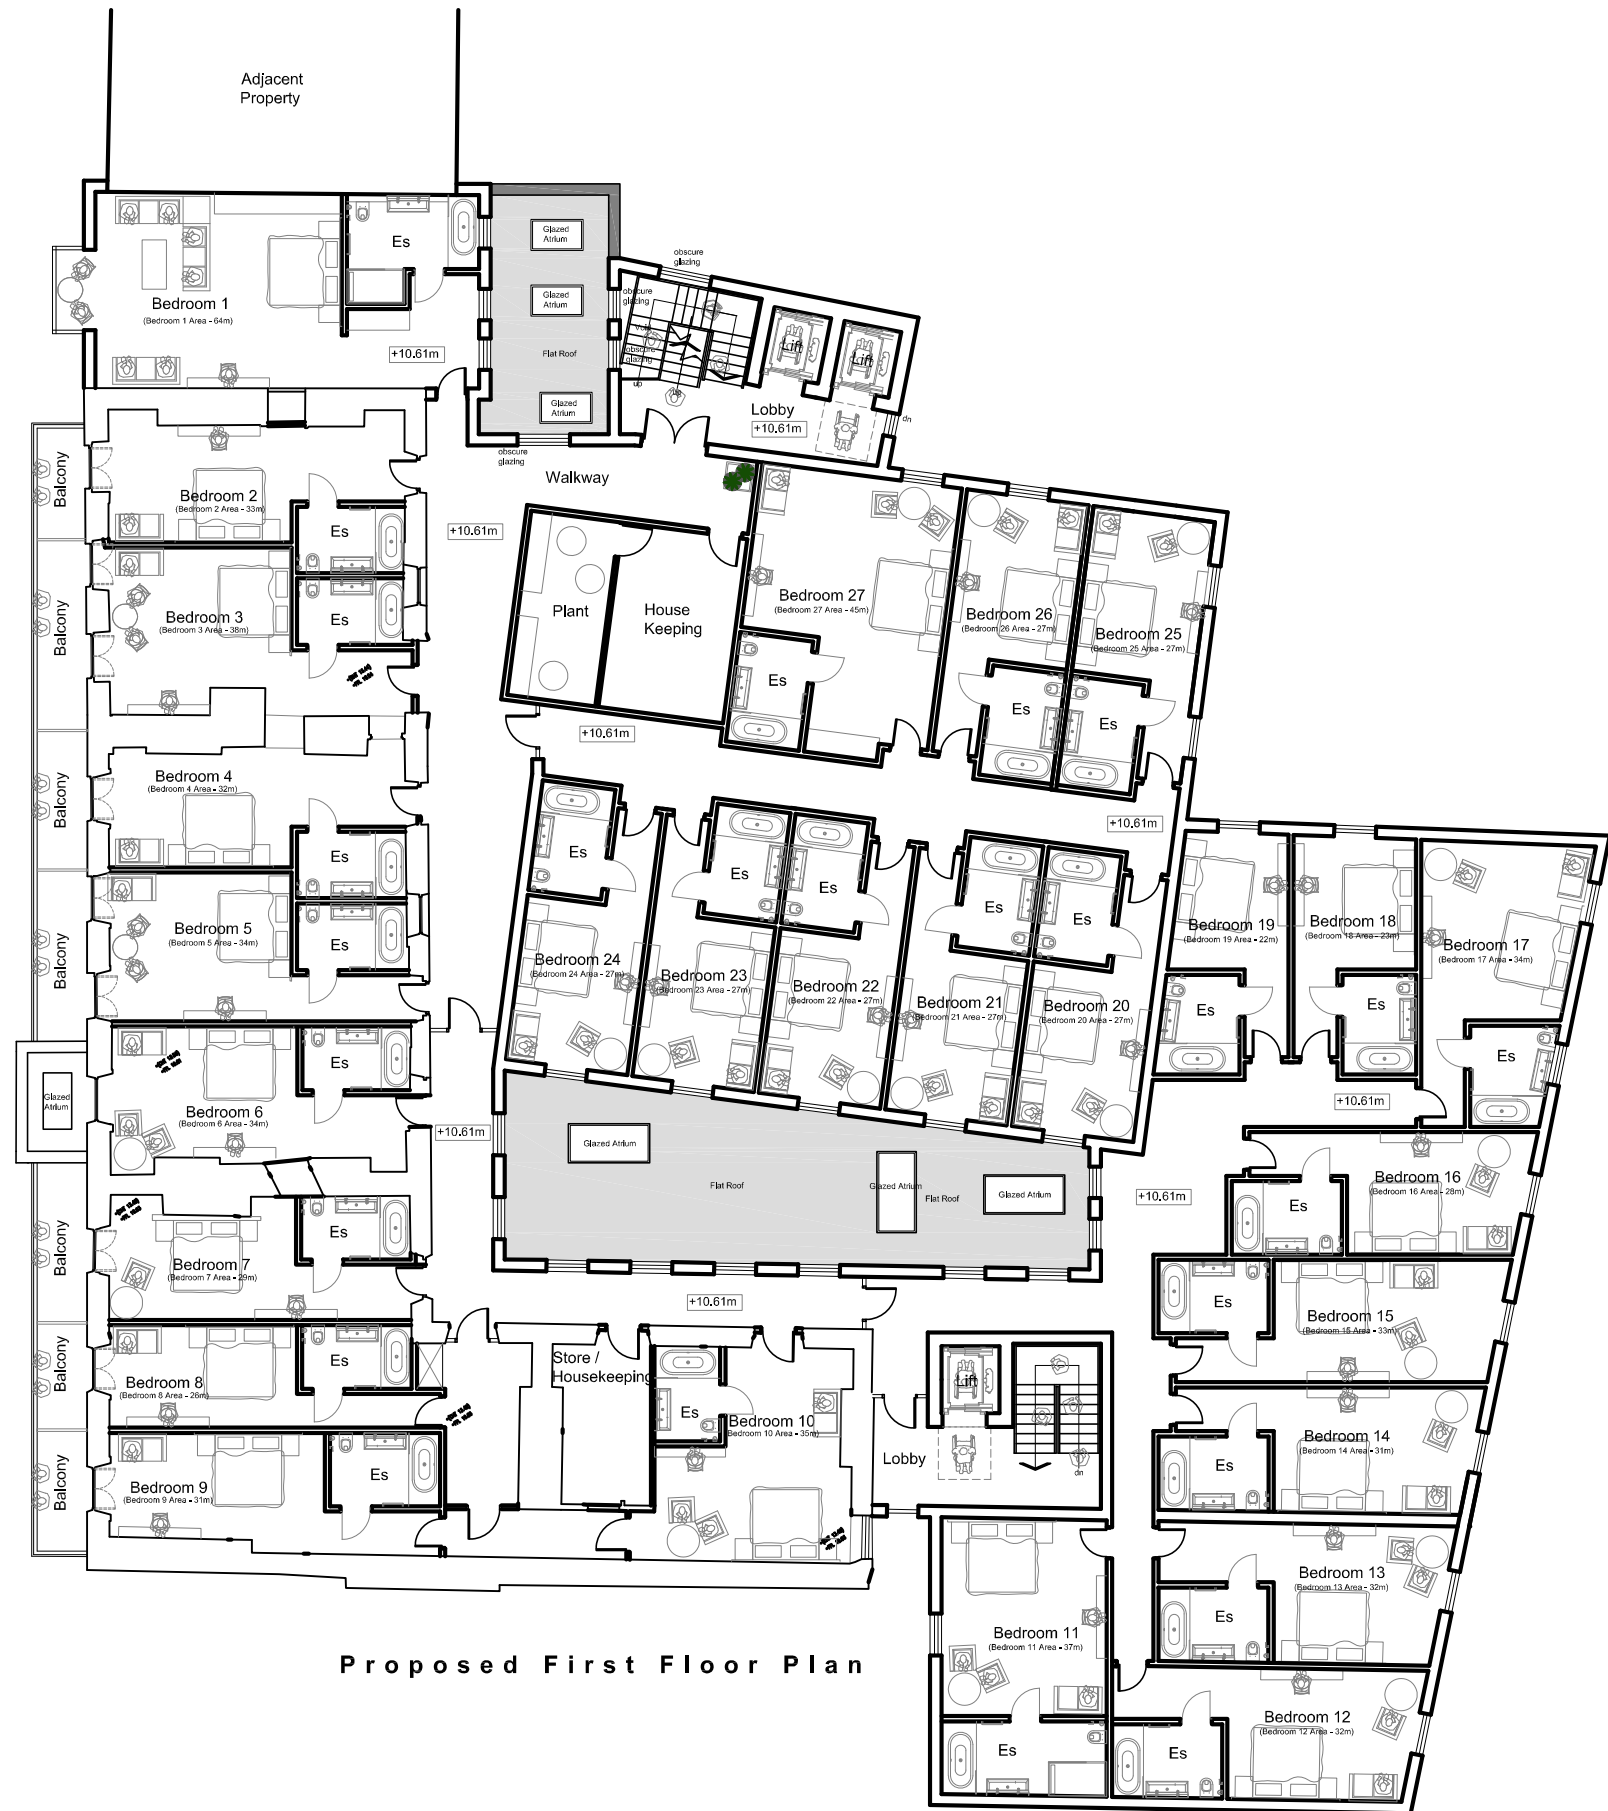 Adjacent
Property
Glazed
Atrium
Es
obscure
glazing
Bedroom 1
(Bedroom 1 Area - 64m)
Glazed
Atrium
obscure
glazing
void
obscure
glazing
Flat Roof
+10.61m
up
up
Lift
Lift
Glazed
Atrium
Lobby
+10.61m
dn
obscure
glazing
Walkway
Balcony
Bedroom 2
(Bedroom 2 Area - 33m)
Es
+10.61m
Balcony
Bedroom 3
(Bedroom 3 Area - 38m)
Es
Plant
House
Keeping
Bedroom 27
(Bedroom 27 Area - 45m)
Bedroom 26
(Bedroom 26 Area - 27m)
Bedroom 25
(Bedroom 25 Area - 27m)
Es
Es
Es
+10.61m
Balcony
Bedroom 4
(Bedroom 4 Area - 32m)
Es
+10.61m
Es
Es
Es
Es
Es
Balcony
Bedroom 5
(Bedroom 5 Area - 34m)
Es
Bedroom 24
(Bedroom 24 Area - 27m)
Bedroom 23
(Bedroom 23 Area - 27m)
Bedroom 22
(Bedroom 22 Area - 27m)
Bedroom 21
(Bedroom 21 Area - 27m)
Bedroom 20
(Bedroom 20 Area - 27m)
Bedroom 19
(Bedroom 19 Area - 22m)
Bedroom 18
(Bedroom 18 Area - 23m)
Bedroom 17
(Bedroom 17 Area - 34m)
Es
Es
Es
Es
Glazed
Atrium
Bedroom 6
(Bedroom 6 Area - 34m)
+10.61m
+10.61m
Glazed Atrium
Flat Roof
Glazed Atrium
Flat Roof
Glazed Atrium
+10.61m
Bedroom 16
(Bedroom 16 Area - 28m)
Es
Balcony
Es
Bedroom 7
(Bedroom 7 Area - 29m)
+10.61m
Es
Bedroom 15
(Bedroom 15 Area - 33m)
Balcony
Bedroom 8
(Bedroom 8 Area - 26m)
Es
Store /
Housekeeping
Es
Bedroom 10
(Bedroom 10 Area - 35m)
Lift
Lobby
dn
Bedroom 14
(Bedroom 14 Area - 31m)
Es
Balcony
Bedroom 9
(Bedroom 9 Area - 31m)
Es
Bedroom 13
(Bedroom 13 Area - 32m)
Es
Bedroom 11
(Bedroom 11 Area - 37m)
Es
Bedroom 12
(Bedroom 12 Area - 32m)
Es
Proposed First Floor Plan